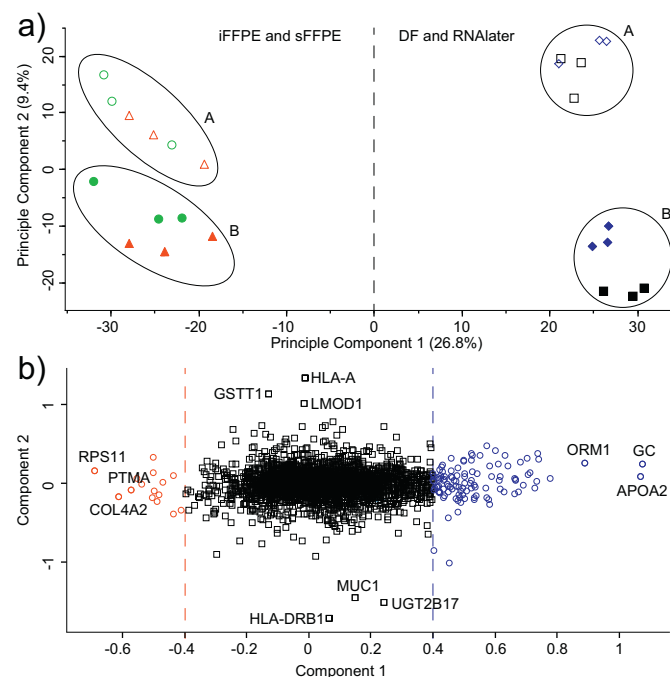 a)
iFFPE and sFFPE
DF and RNAlater
A
A
B
B
20
10
0
-10
-20
Principle Component 2 (9.4%)
-30
-20
-10
0
10
20
30
Principle Component 1 (26.8%)
b)
HLA-A
GSTT1
LMOD1
RPS11
PTMA
COL4A2
ORM1
GC
APOA2
MUC1
UGT2B17
HLA-DRB1
1
0
-1
Component 2
-0.6
-0.4
-0.2
0
0.2
0.4
0.6
0.8
1
Component 1